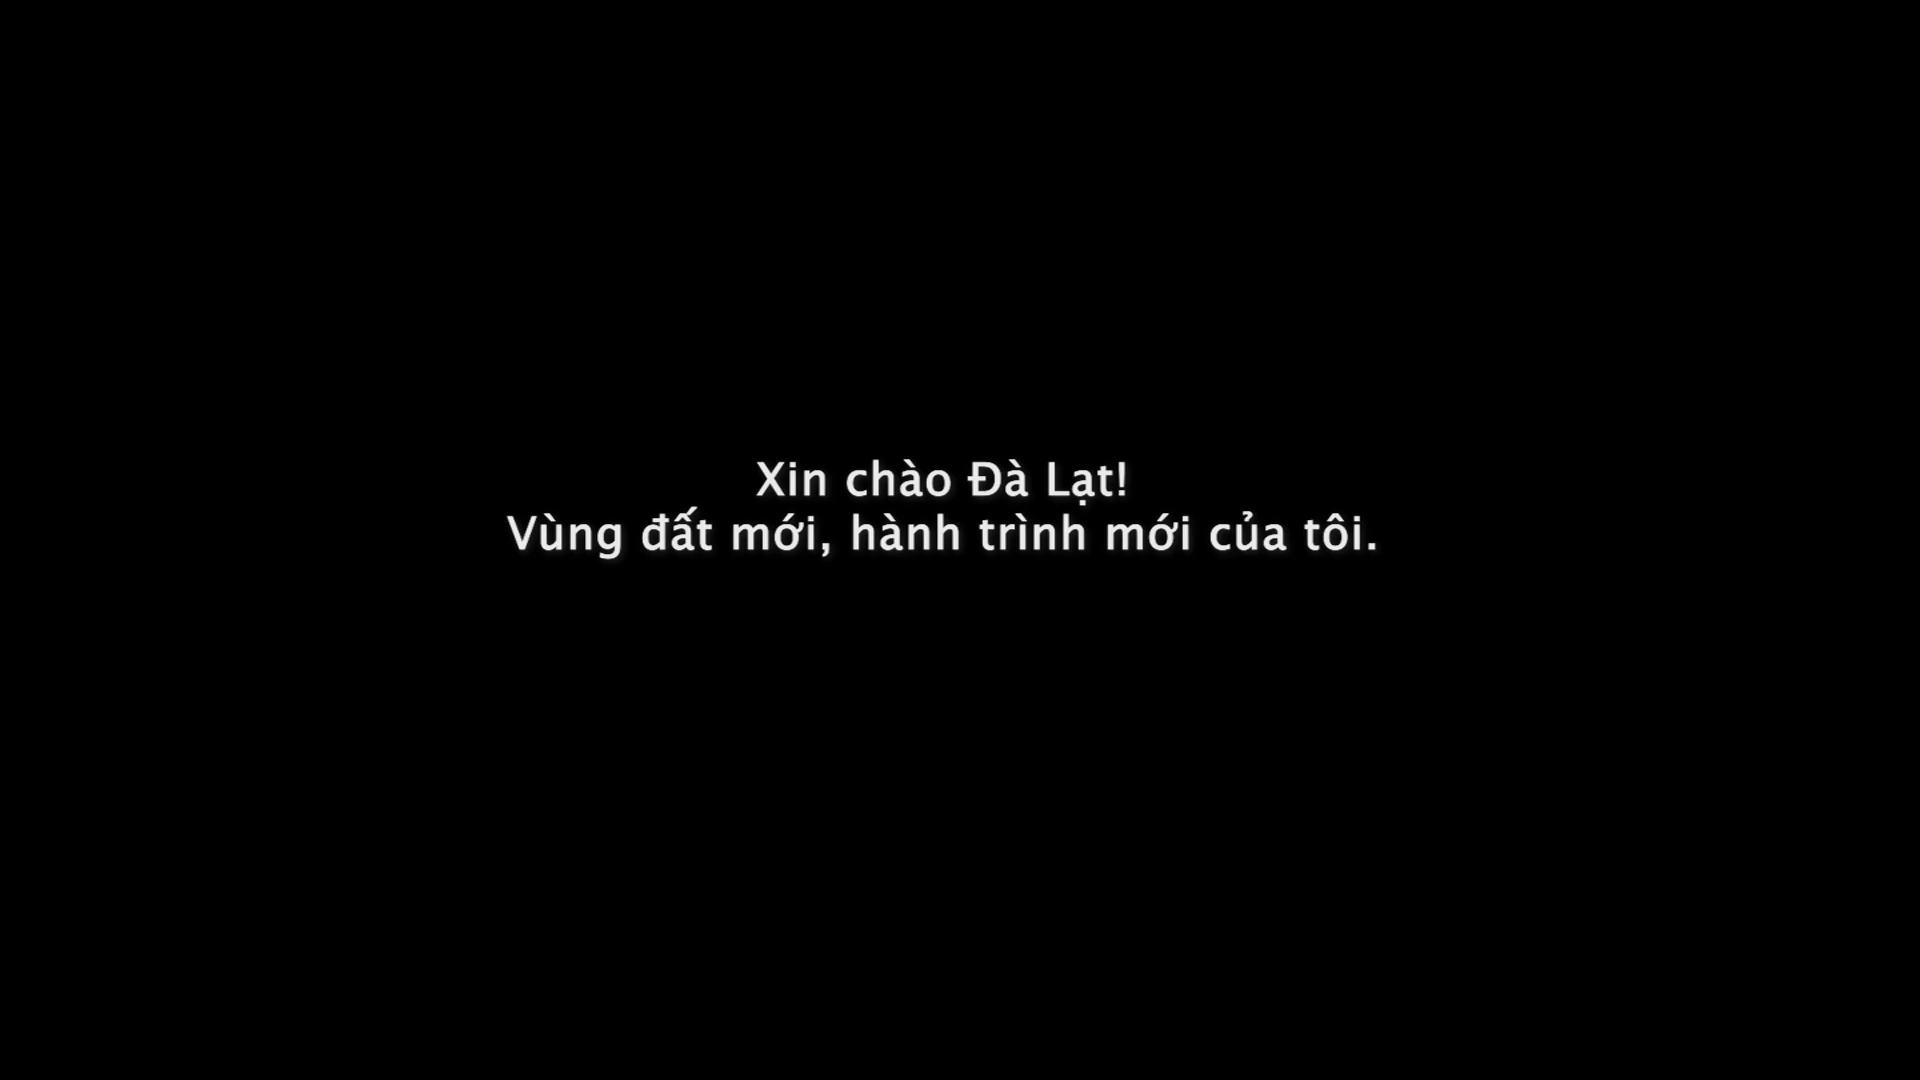 Xin chào Đà Lạt!
Vùng đất mới, hành trình mới của tôi.